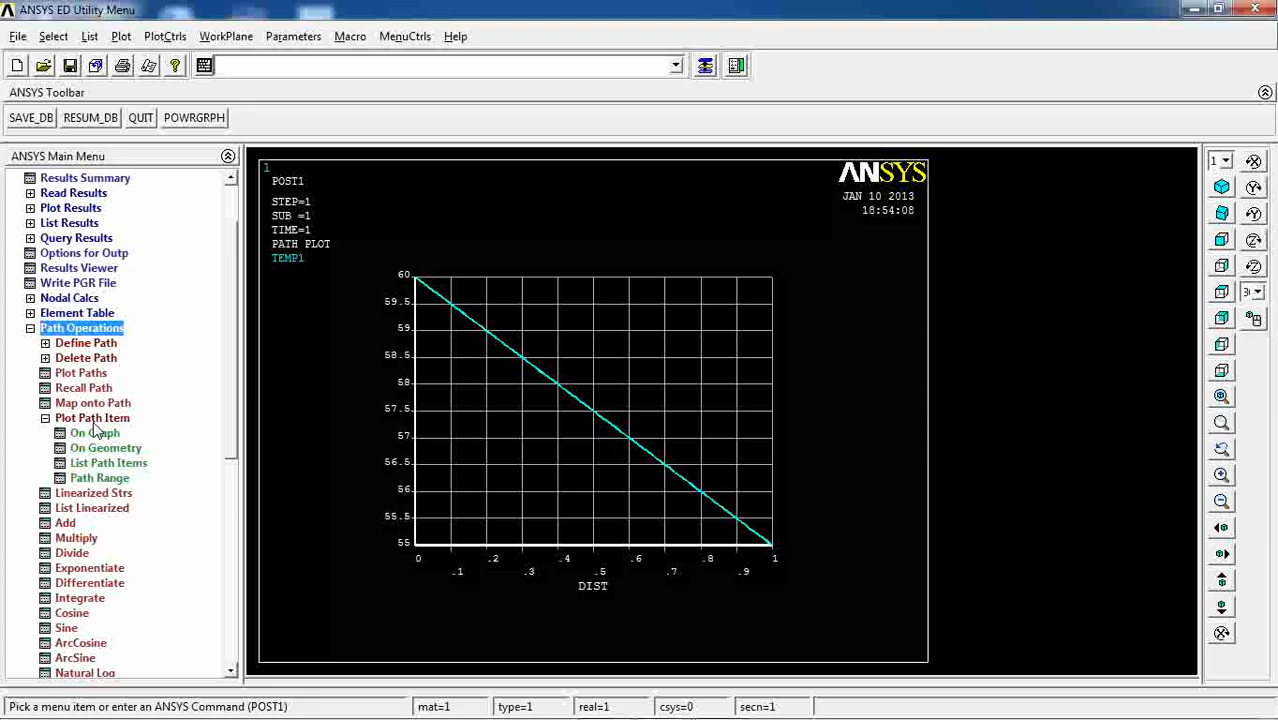 ANSYS ED Utility Menu
File Select List Plot PlotCtrls WorkPlane Parameters Macro MenuCtrls Help
ANSYS Toolbar
SAVE_DB RESUM_DB QUIT POWRGRPH
ANSYS Main Menu
Results Summary
Read Results
Plot Results
List Results
Query Results
Options for Outp
Results Viewer
Write PGR File
Nodal Calcs
Element Table
Path Operations
Define Path
Delete Path
Plot Paths
Recall Path
Map onto Path
Plot Path Item
On Graph
On Geometry
List Path Items
Path Range
Linearized Strs
List Linearized
Add
Multiply
Divide
Exponentiate
Differentiate
Integrate
Cosine
Sine
ArcCosine
ArcSine
Natural Log
1
POST1
STEP=1
SUB =1
TIME=1
PATH PLOT
TEMP1
ANSYS
JAN 10 2013
18:54:08
60
59.5
59
58.5
58
57.5
57
56.5
56
55.5
55
0 .2 .4 .6 .8 1
.1 .3 .5 .7 .9
DIST
1
Pick a menu item or enter an ANSYS Command (POST1) mat=1 type=1 real=1 csys=0 secn=1